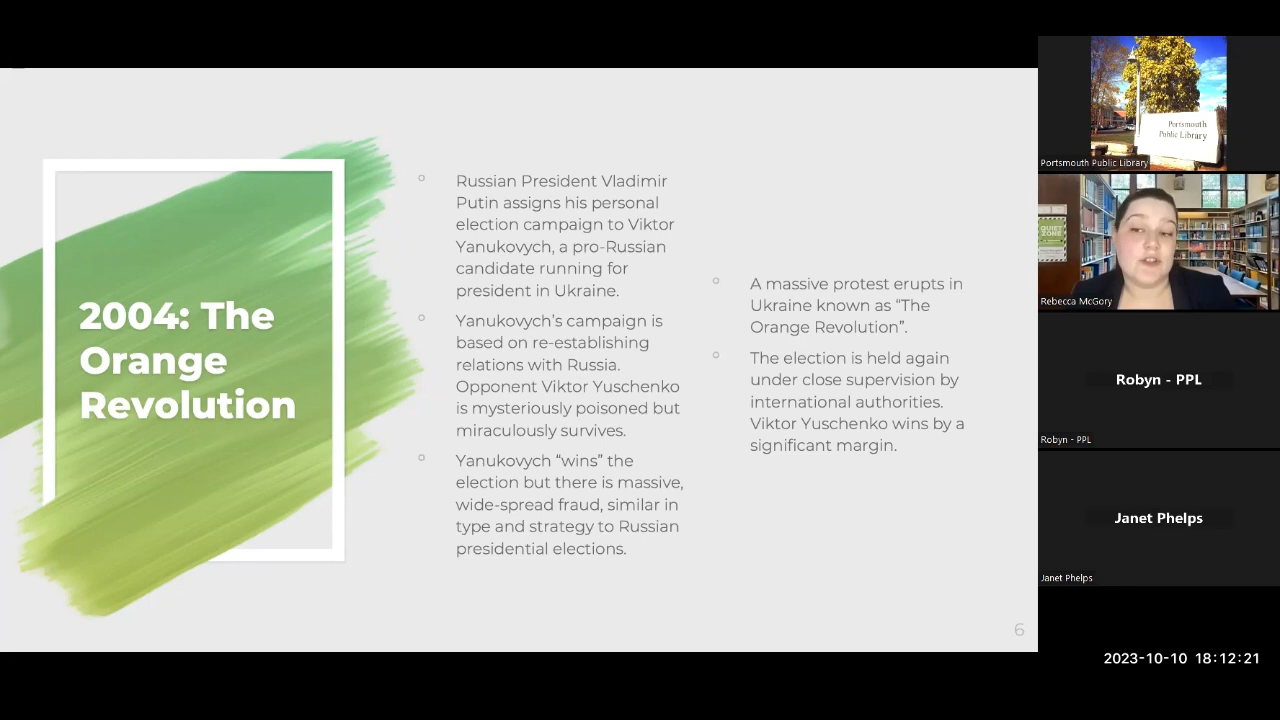 2004: The
Orange
Revolution
Russian President Vladimir
Putin assigns his personal
election campaign to Viktor
Yanukovych, a pro-Russian
candidate running for
president in Ukraine.
Yanukovych's campaign is
based on re-establishing
relations with Russia.
Opponent Viktor Yuschenko
is mysteriously poisoned but
miraculously survives.
Yanukovych “wins” the
election but there is massive,
wide-spread fraud, similar in
type and strategy to Russian
presidential elections.
A massive protest erupts in
Ukraine known as “The
Orange Revolution”.
The election is held again
under close supervision by
international authorities.
Viktor Yuschenko wins by a
significant margin.
6
Portsmouth
Public Library
Portsmouth Public Library
QUIET
ZONE
Rebecca McGory
Robyn - PPL
Robyn - PPL
Janet Phelps
Janet Phelps
2023-10-10 18:12:21